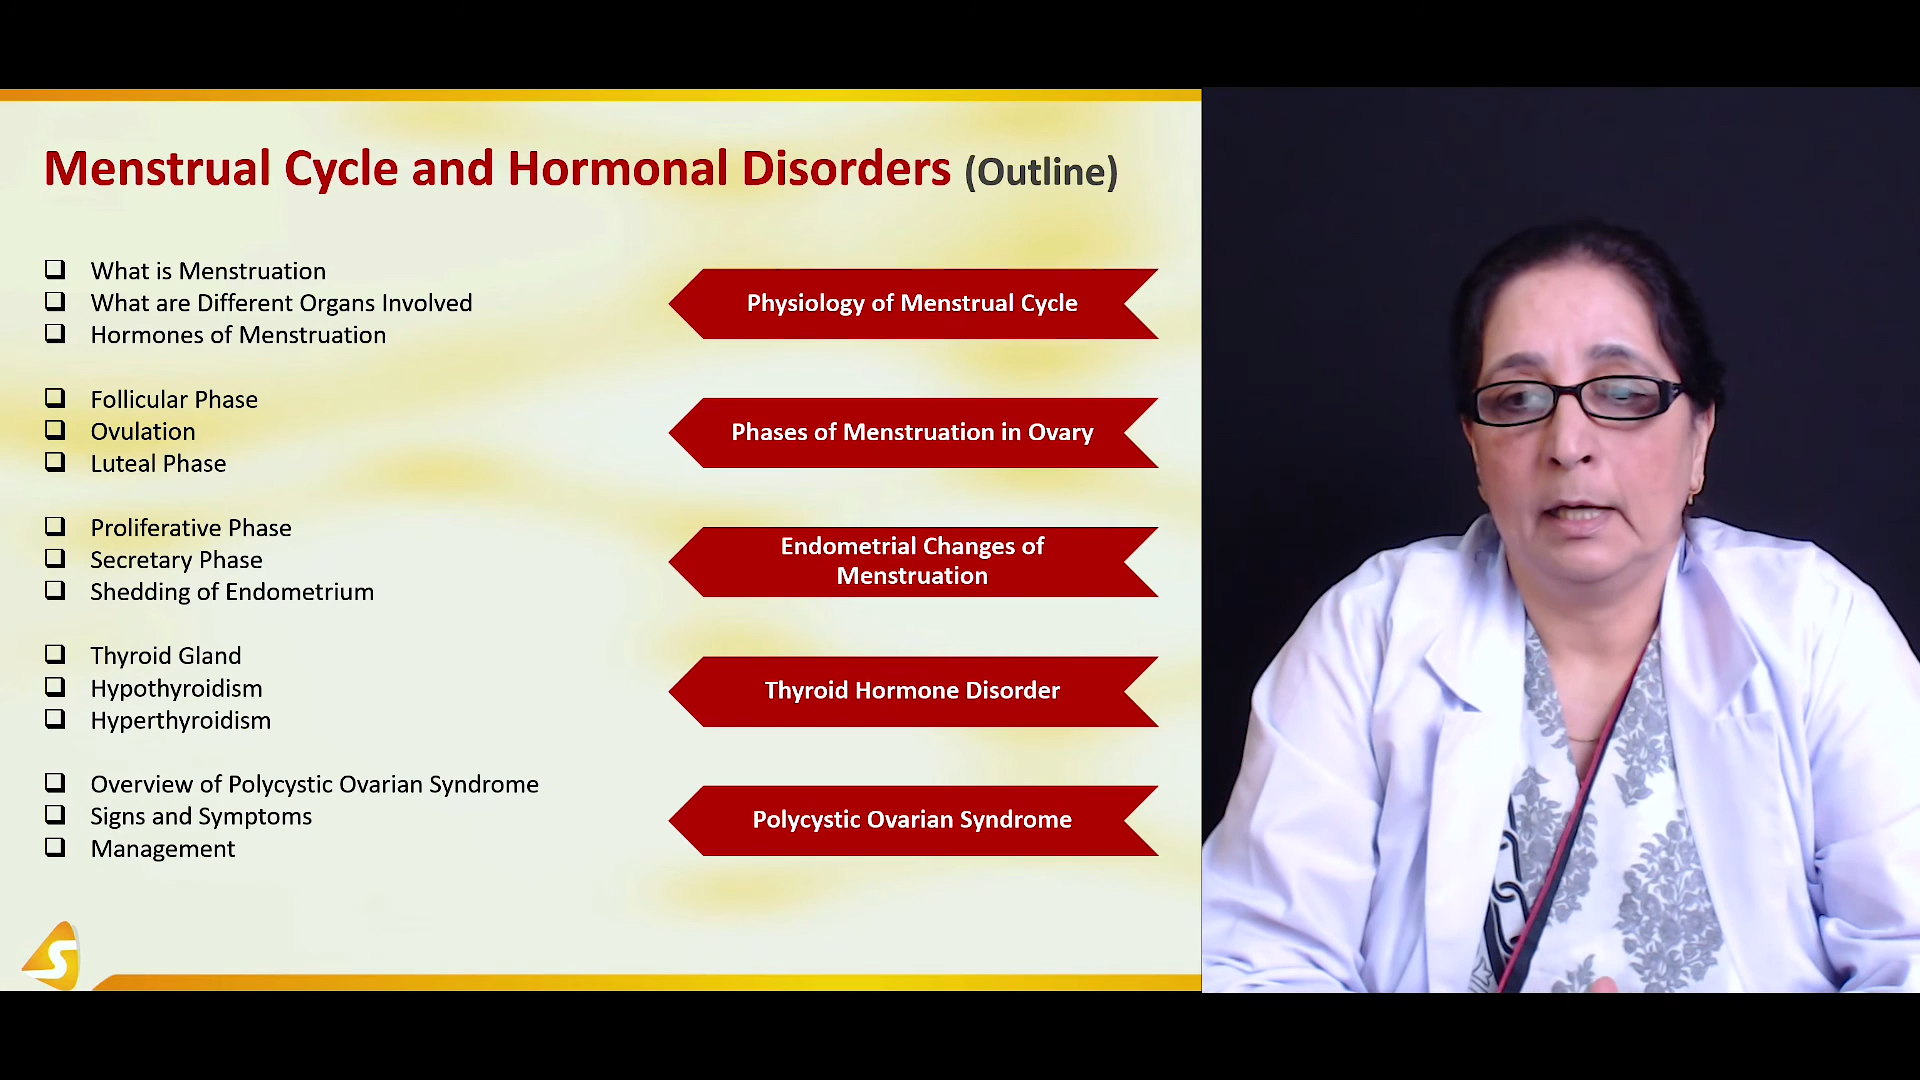 Menstrual Cycle and Hormonal Disorders (Outline)
What is Menstruation
What are Different Organs Involved
Hormones of Menstruation
Physiology of Menstrual Cycle
Follicular Phase
Ovulation
Luteal Phase
Phases of Menstruation in Ovary
Proliferative Phase
Secretary Phase
Shedding of Endometrium
Endometrial Changes of
Menstruation
Thyroid Gland
Hypothyroidism
Hyperthyroidism
Thyroid Hormone Disorder
Overview of Polycystic Ovarian Syndrome
Signs and Symptoms
Management
Polycystic Ovarian Syndrome
S